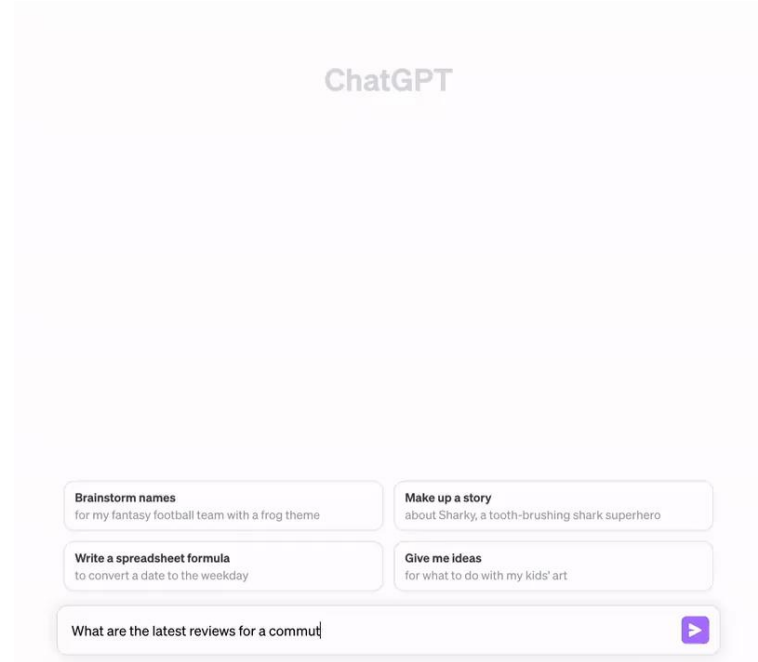 ChatGPT
Brainstorm names
for my fantasy football team with a frog theme
Make up a story
about Sharky, a tooth-brushing shark superhero
Write a spreadsheet formula
to convert a date to the weekday
Give me ideas
for what to do with my kids' art
What are the latest reviews for a commut